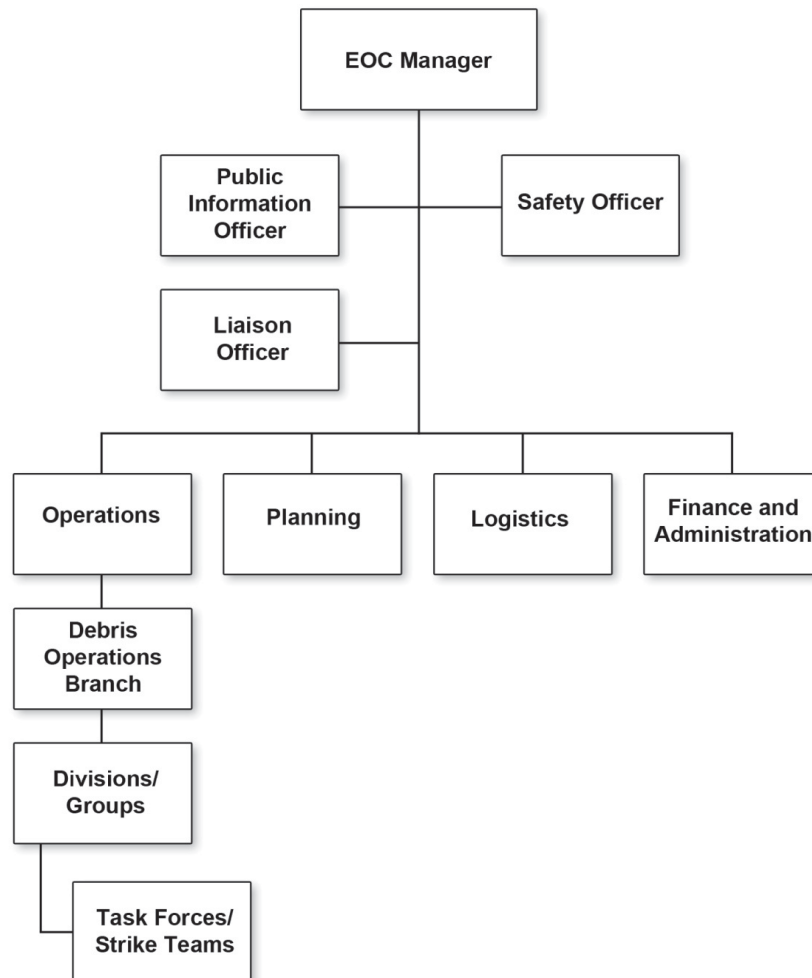 EOC Manager
Public
Information
Officer
Safety Officer
Liaison
Officer
Operations
Planning
Logistics
Finance and
Administration
Debris
Operations
Branch
Divisions/
Groups
Task Forces/
Strike Teams